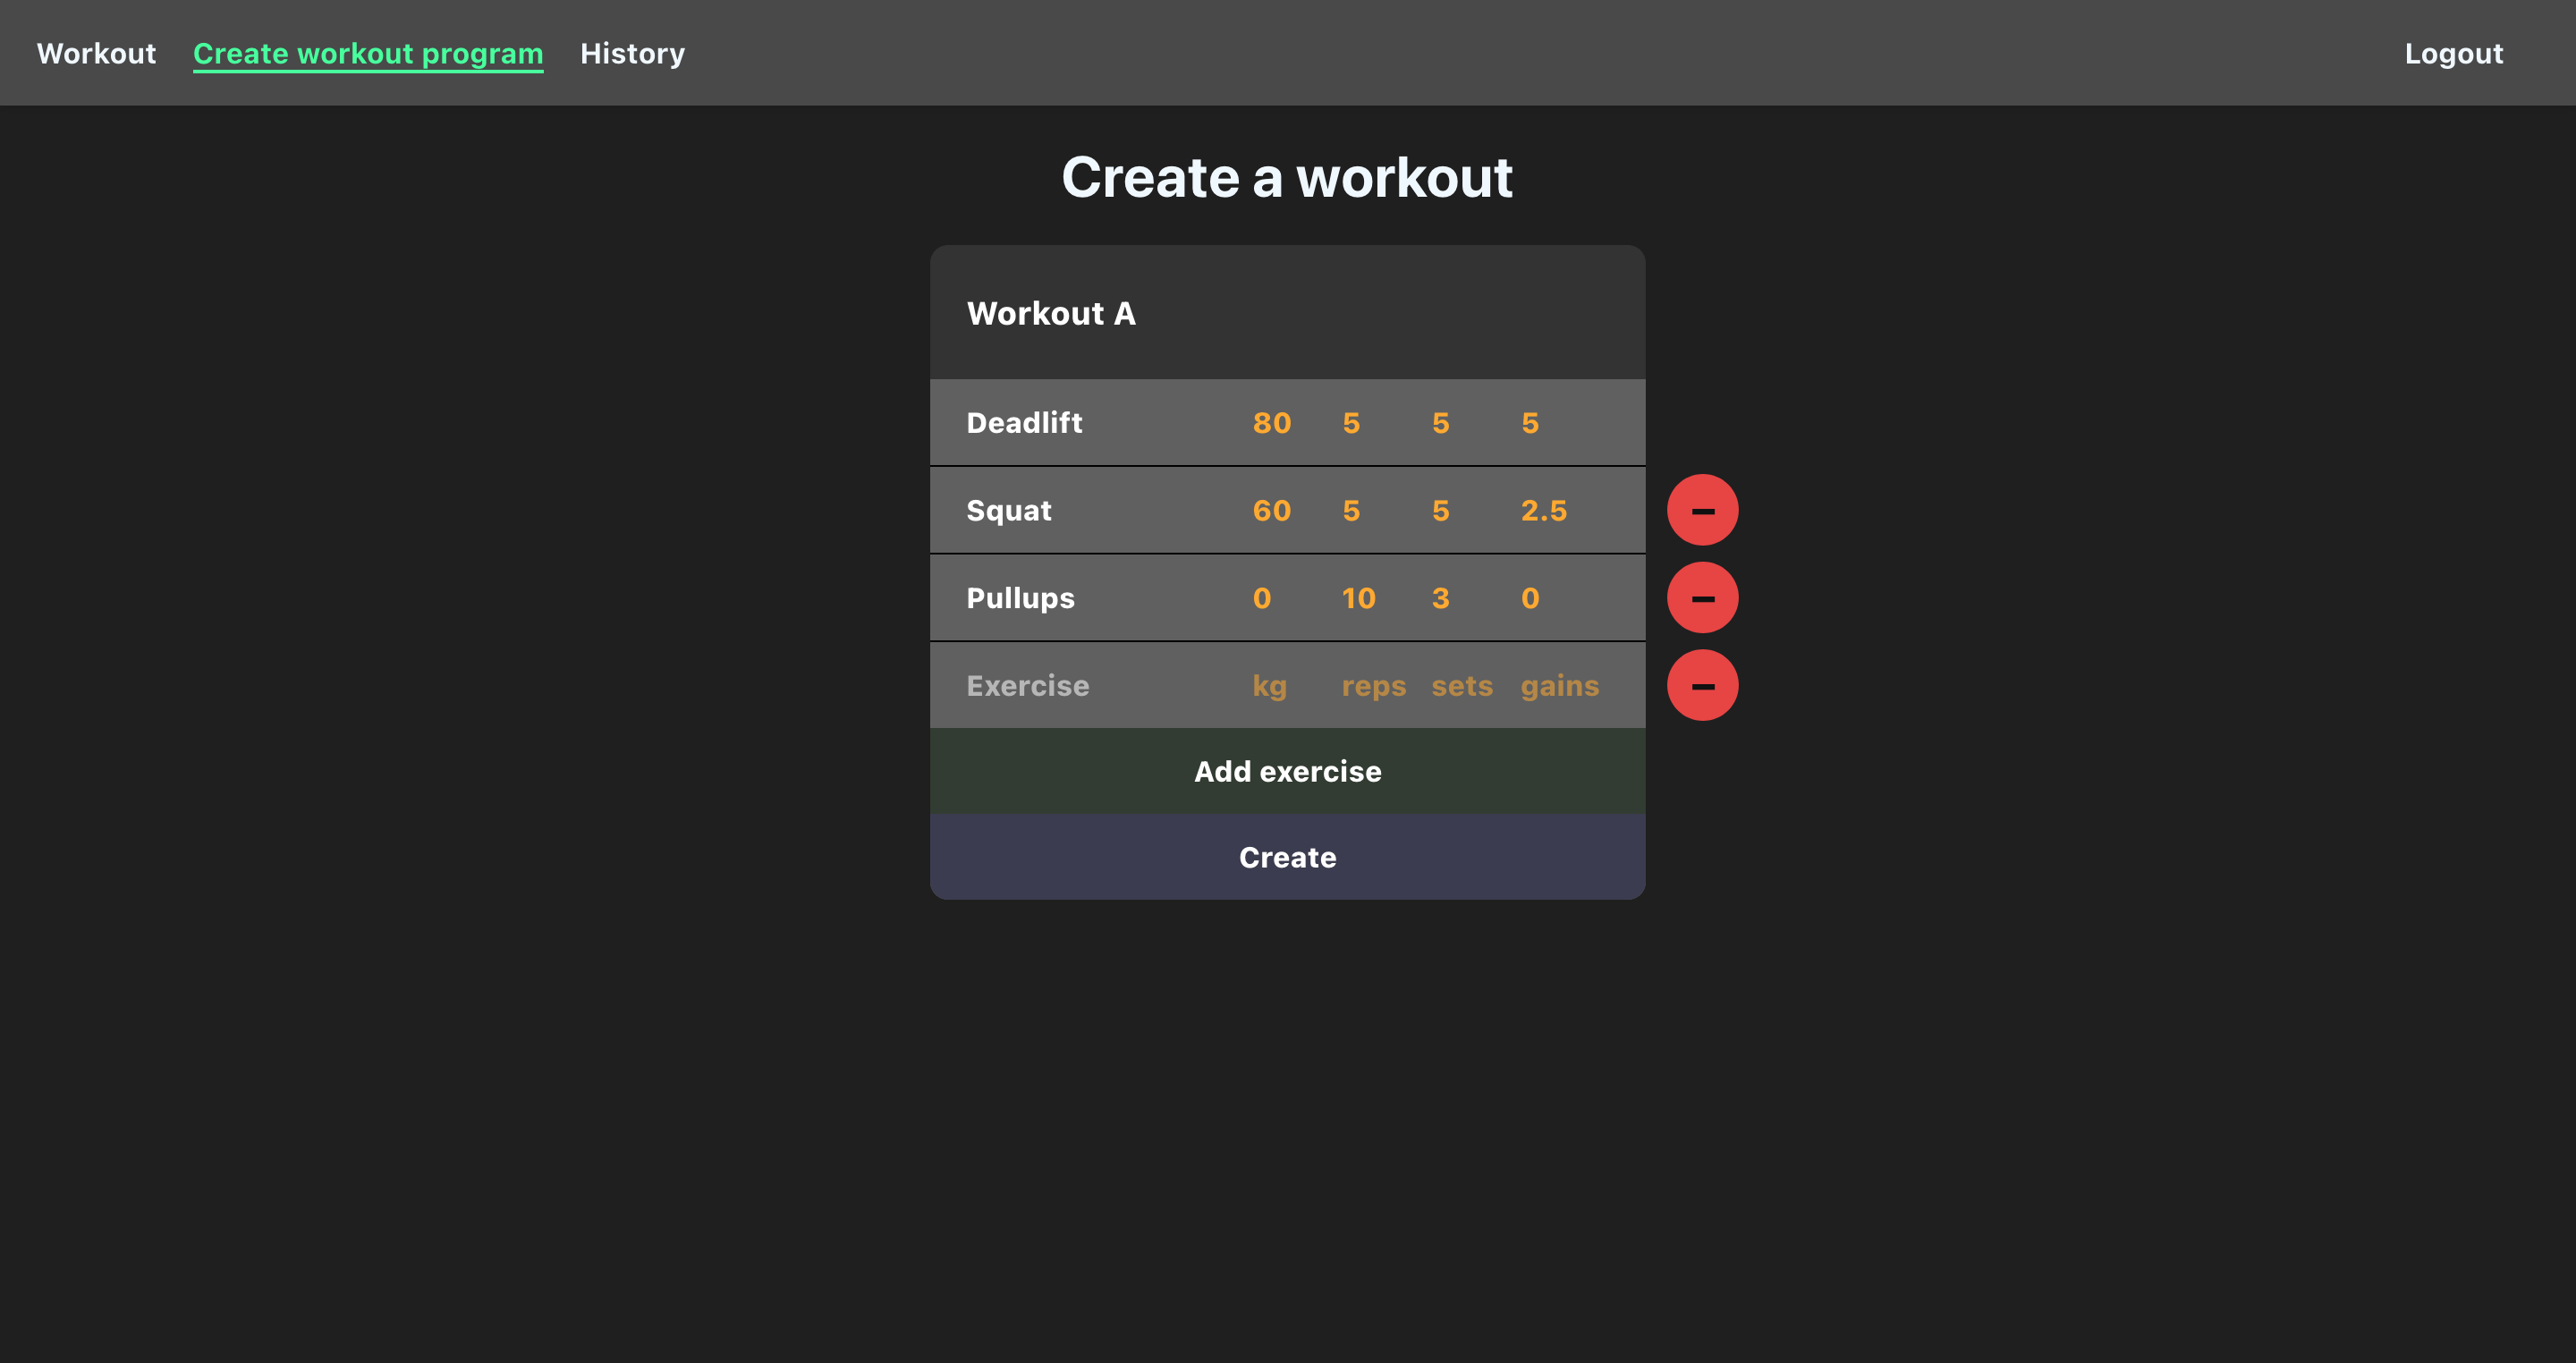 Workout Create workout program History Logout
Create a workout
Workout A
Deadlift 80 5 5 5
Squat 60 5 5 2.5
Pullups 0 10 3 0
Exercise kg reps sets gains
Add exercise
Create